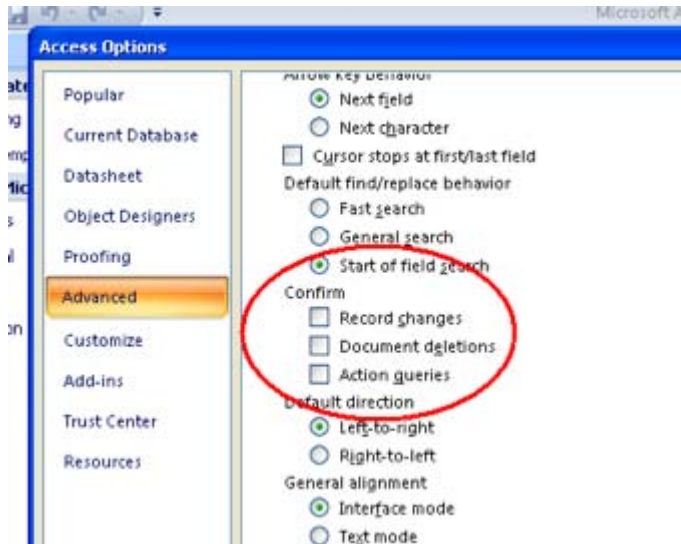 Microsoft A
Access Options
Popular
Current Database
Datasheet
Object Designers
Proofing
Advanced
Customize
Add-ins
Trust Center
Resources
Arrow key behavior
Next field
Next character
Cursor stops at first/last field
Default find/replace behavior
Fast search
General search
Start of field search
Confirm
Record changes
Document deletions
Action queries
Default direction
Left-to-right
Right-to-left
General alignment
Interface mode
Text mode